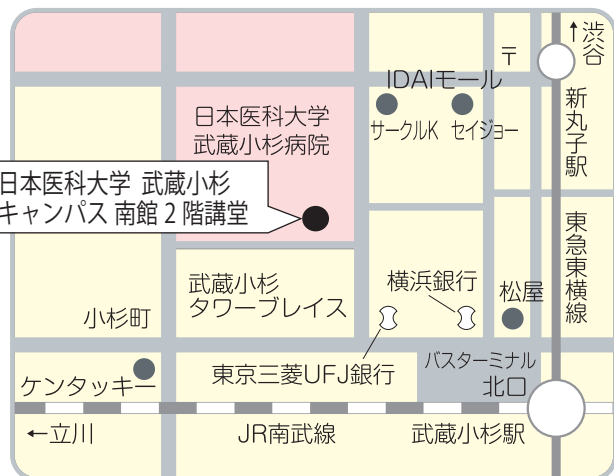 ↑渋谷
〒
IDAIモール
新丸子駅
サークルK セイジョー
日本医科大学
武蔵小杉病院
日本医科大学 武蔵小杉
キャンパス 南館2階講堂
東急東横線
武蔵小杉
タワープレイス
横浜銀行
松屋
小杉町
バスターミナル
東京三菱UFJ銀行
北口
ケンタッキー
←立川
JR南武線
武蔵小杉駅